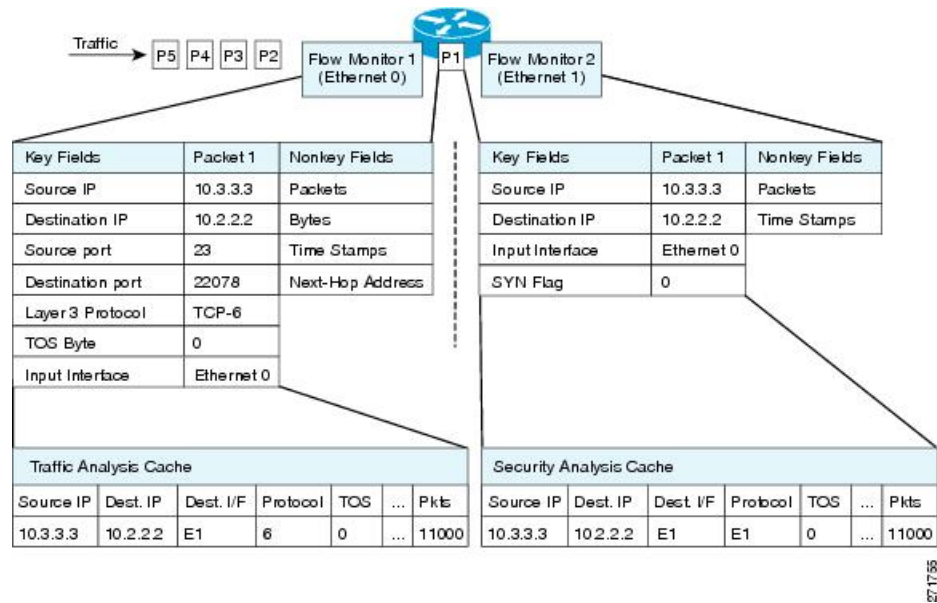 Traffic
P5 P4 P3 P2
Flow Monitor 1
(Ethernet 0)
P1
Flow Monitor 2
(Ethernet 1)
Key Fields Packet 1 Nonkey Fields
Source IP 10.3.3.3 Packets
Destination IP 10.2.2.2 Bytes
Source port 23 Time Stamps
Destination port 22078 Next-Hop Address
Layer 3 Protocol TCP-6
TOS Byte 0
Input Interface Ethernet 0
Key Fields Packet 1 Nonkey Fields
Source IP 10.3.3.3 Packets
Destination IP 10.2.2.2 Time Stamps
Input Interface Ethernet 0
SYN Flag 0
Traffic Analysis Cache
Source IP Dest. IP Dest. I/F Protocol TOS ... Pkts
10.3.3.3 10.2.2.2 E1 6 0 ... 11000
Security Analysis Cache
Source IP Dest. IP Dest. I/F Protocol TOS ... Pkts
10.3.3.3 10.2.2.2 E1 E1 0 ... 11000
271755